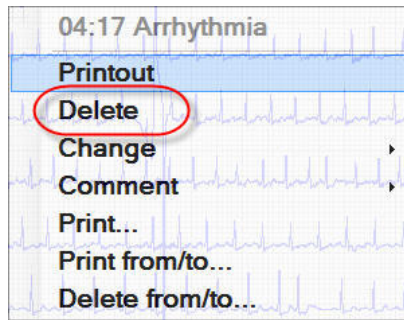 04:17 Arrhythmia
Printout
Delete
Change
Comment
Print...
Print from/to...
Delete from/to...